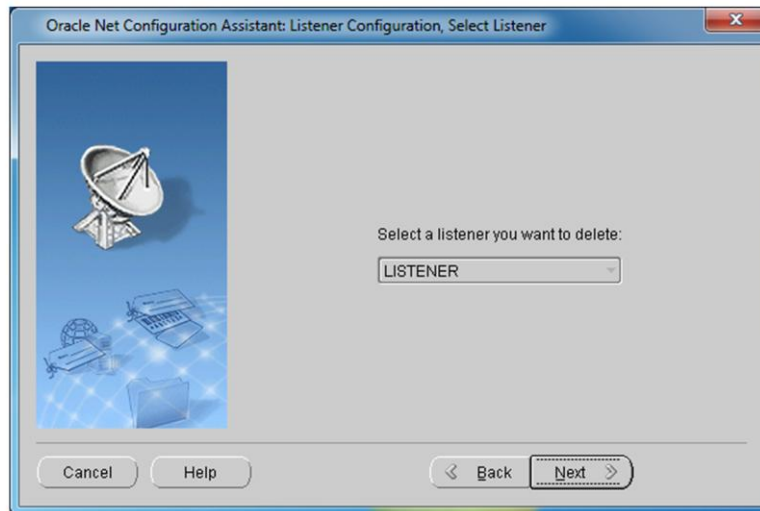 Oracle Net Configuration Assistant: Listener Configuration, Select Listener
Select a listener you want to delete:
LISTENER
Cancel
Help
Back
Next